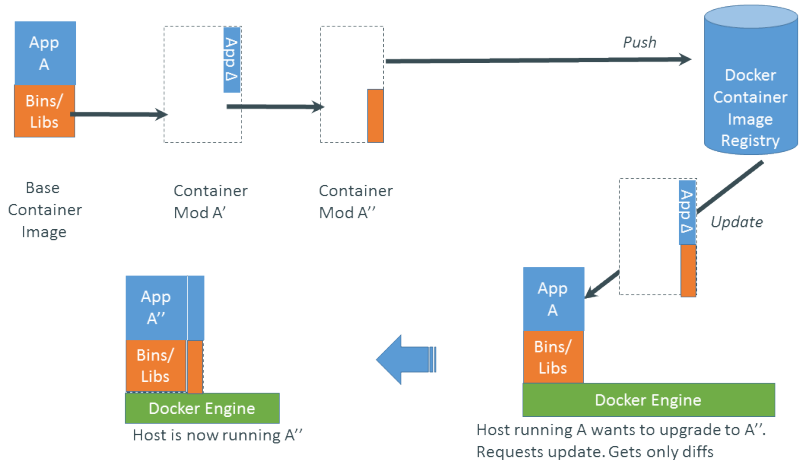 App
A
Bins/
Libs
Base
Container
Image
App Δ
Container
Mod A'
Container
Mod A''
Push
Docker
Container
Image
Registry
App Δ
Update
App
A
Bins/
Libs
Docker Engine
Host running A wants to upgrade to A''.
Requests update. Gets only diffs
App
A''
Bins/
Libs
Docker Engine
Host is now running A''